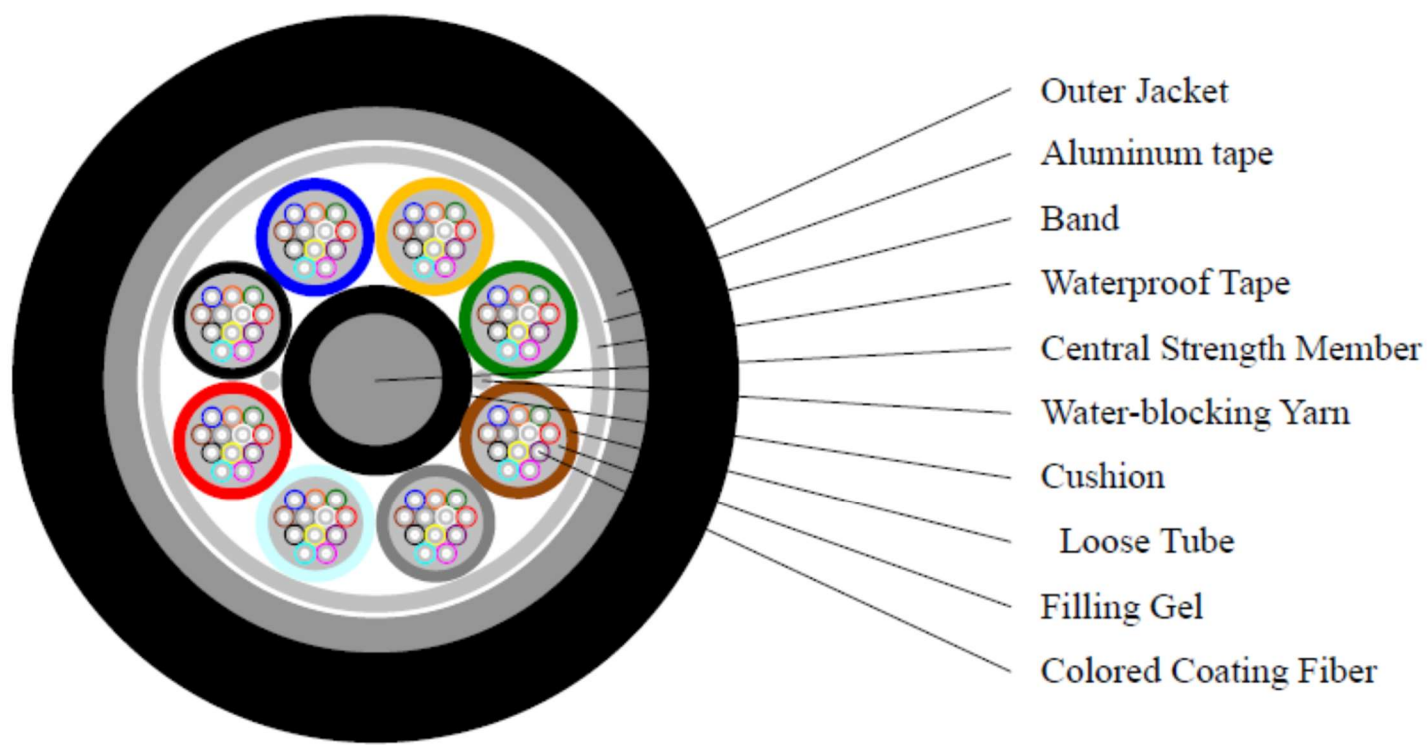 Outer Jacket
Aluminum tape
Band
Waterproof Tape
Central Strength Member
Water-blocking Yarn
Cushion
Loose Tube
Filling Gel
Colored Coating Fiber